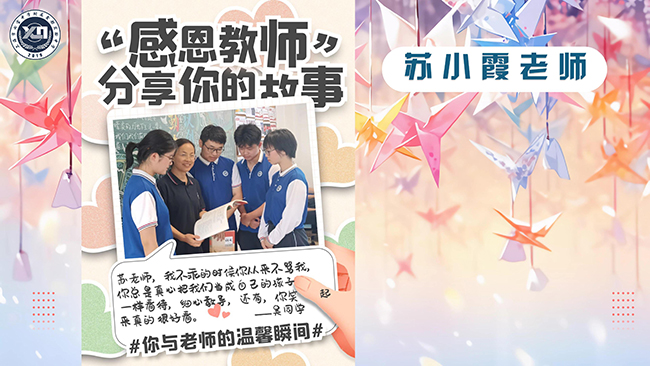 “感恩教师”
分享你的故事
苏小霞老师
苏老师，我不乖的时候你从来不骂我，
你总是真心把我们当成自己的孩子
一样看待，细心教导，还有，你笑起
来真的很好看。
——吴同学
#你与老师的温馨瞬间#
2018